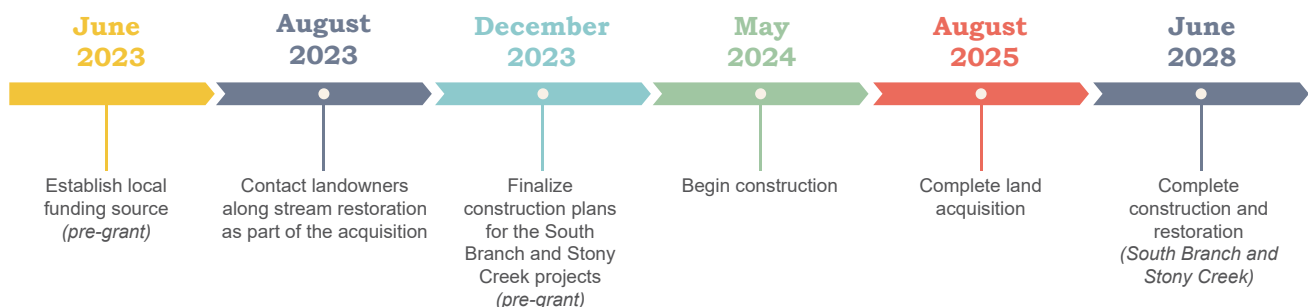 June
2023
August
2023
December
2023
May
2024
August
2025
June
2028
Establish local
funding source
(pre-grant)
Contact landowners
along stream restoration
as part of the acquisition
Finalize
construction plans
for the South
Branch and Stony
Creek projects
(pre-grant)
Begin construction
Complete land
acquisition
Complete
construction and
restoration
(South Branch and
Stony Creek)